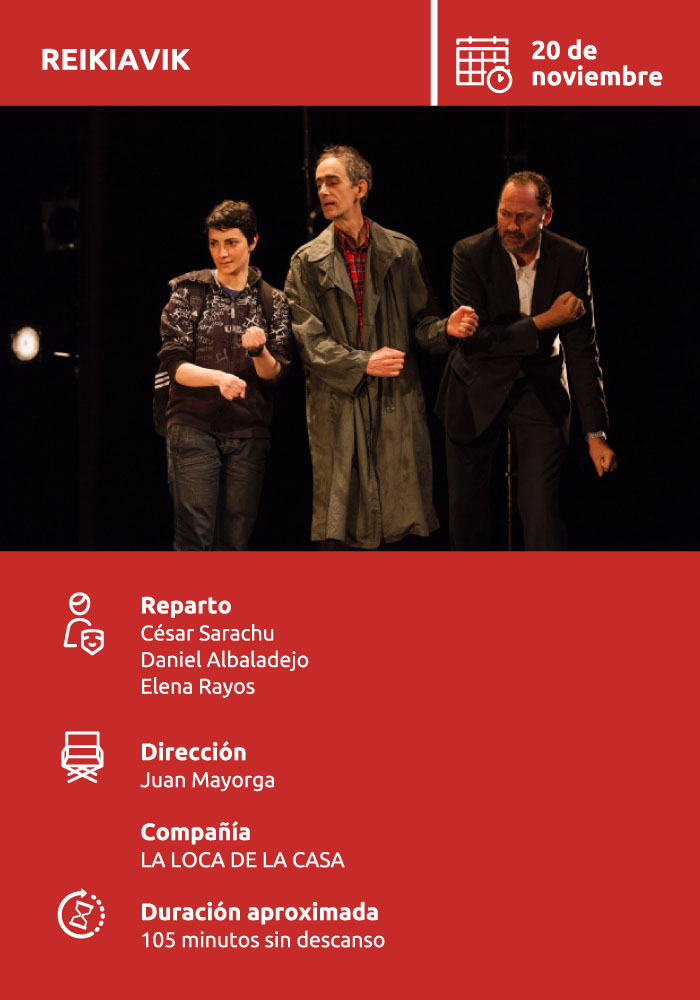 REIKIAVIK
20 de
noviembre
Reparto
César Sarachu
Daniel Albaladejo
Elena Rayos
Dirección
Juan Mayorga
Compañía
LA LOCA DE LA CASA
Duración aproximada
105 minutos sin descanso